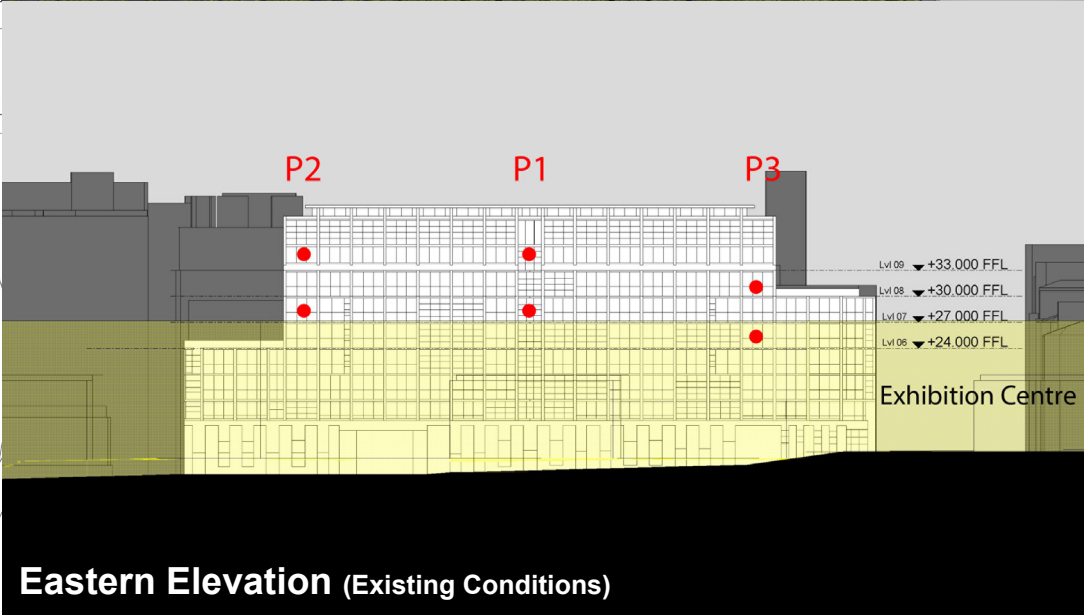 P2 P1 P3
Lvl 09 +33.000 FFL
Lvl 08 +30.000 FFL
Lvl 07 +27.000 FFL
Lvl 06 +24.000 FFL
Exhibition Centre
Eastern Elevation (Existing Conditions)